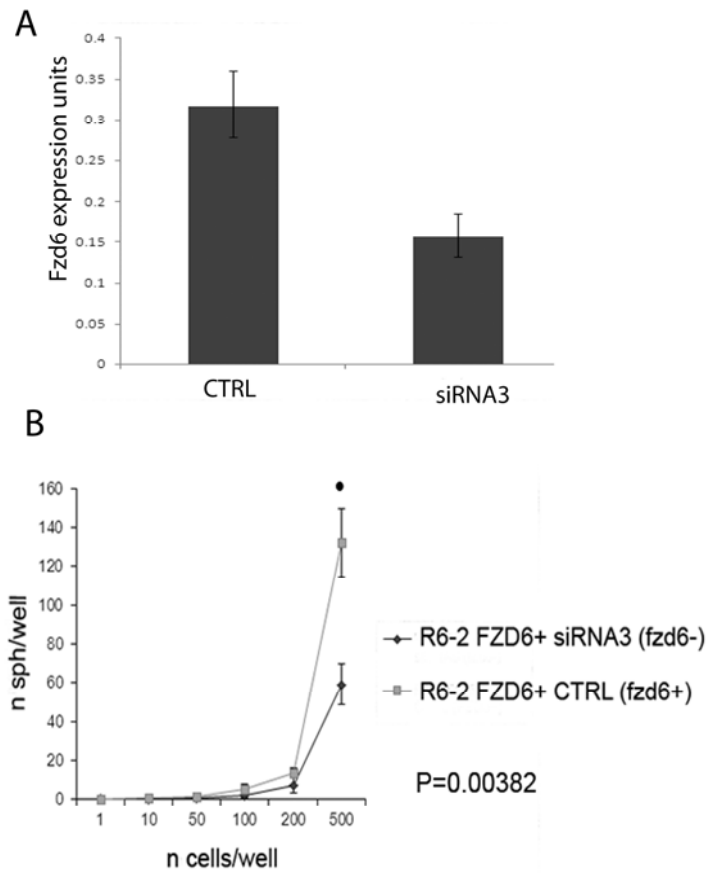 A
Fzd6 expression units
0.4
0.35
0.3
0.25
0.2
0.15
0.1
0.05
0
CTRL
siRNA3
B
n sph/well
160
140
120
100
80
60
40
20
0
1 10 50 100 200 500
n cells/well
R6-2 FZD6+ siRNA3 (fzd6-)
R6-2 FZD6+ CTRL (fzd6+)
P=0.00382